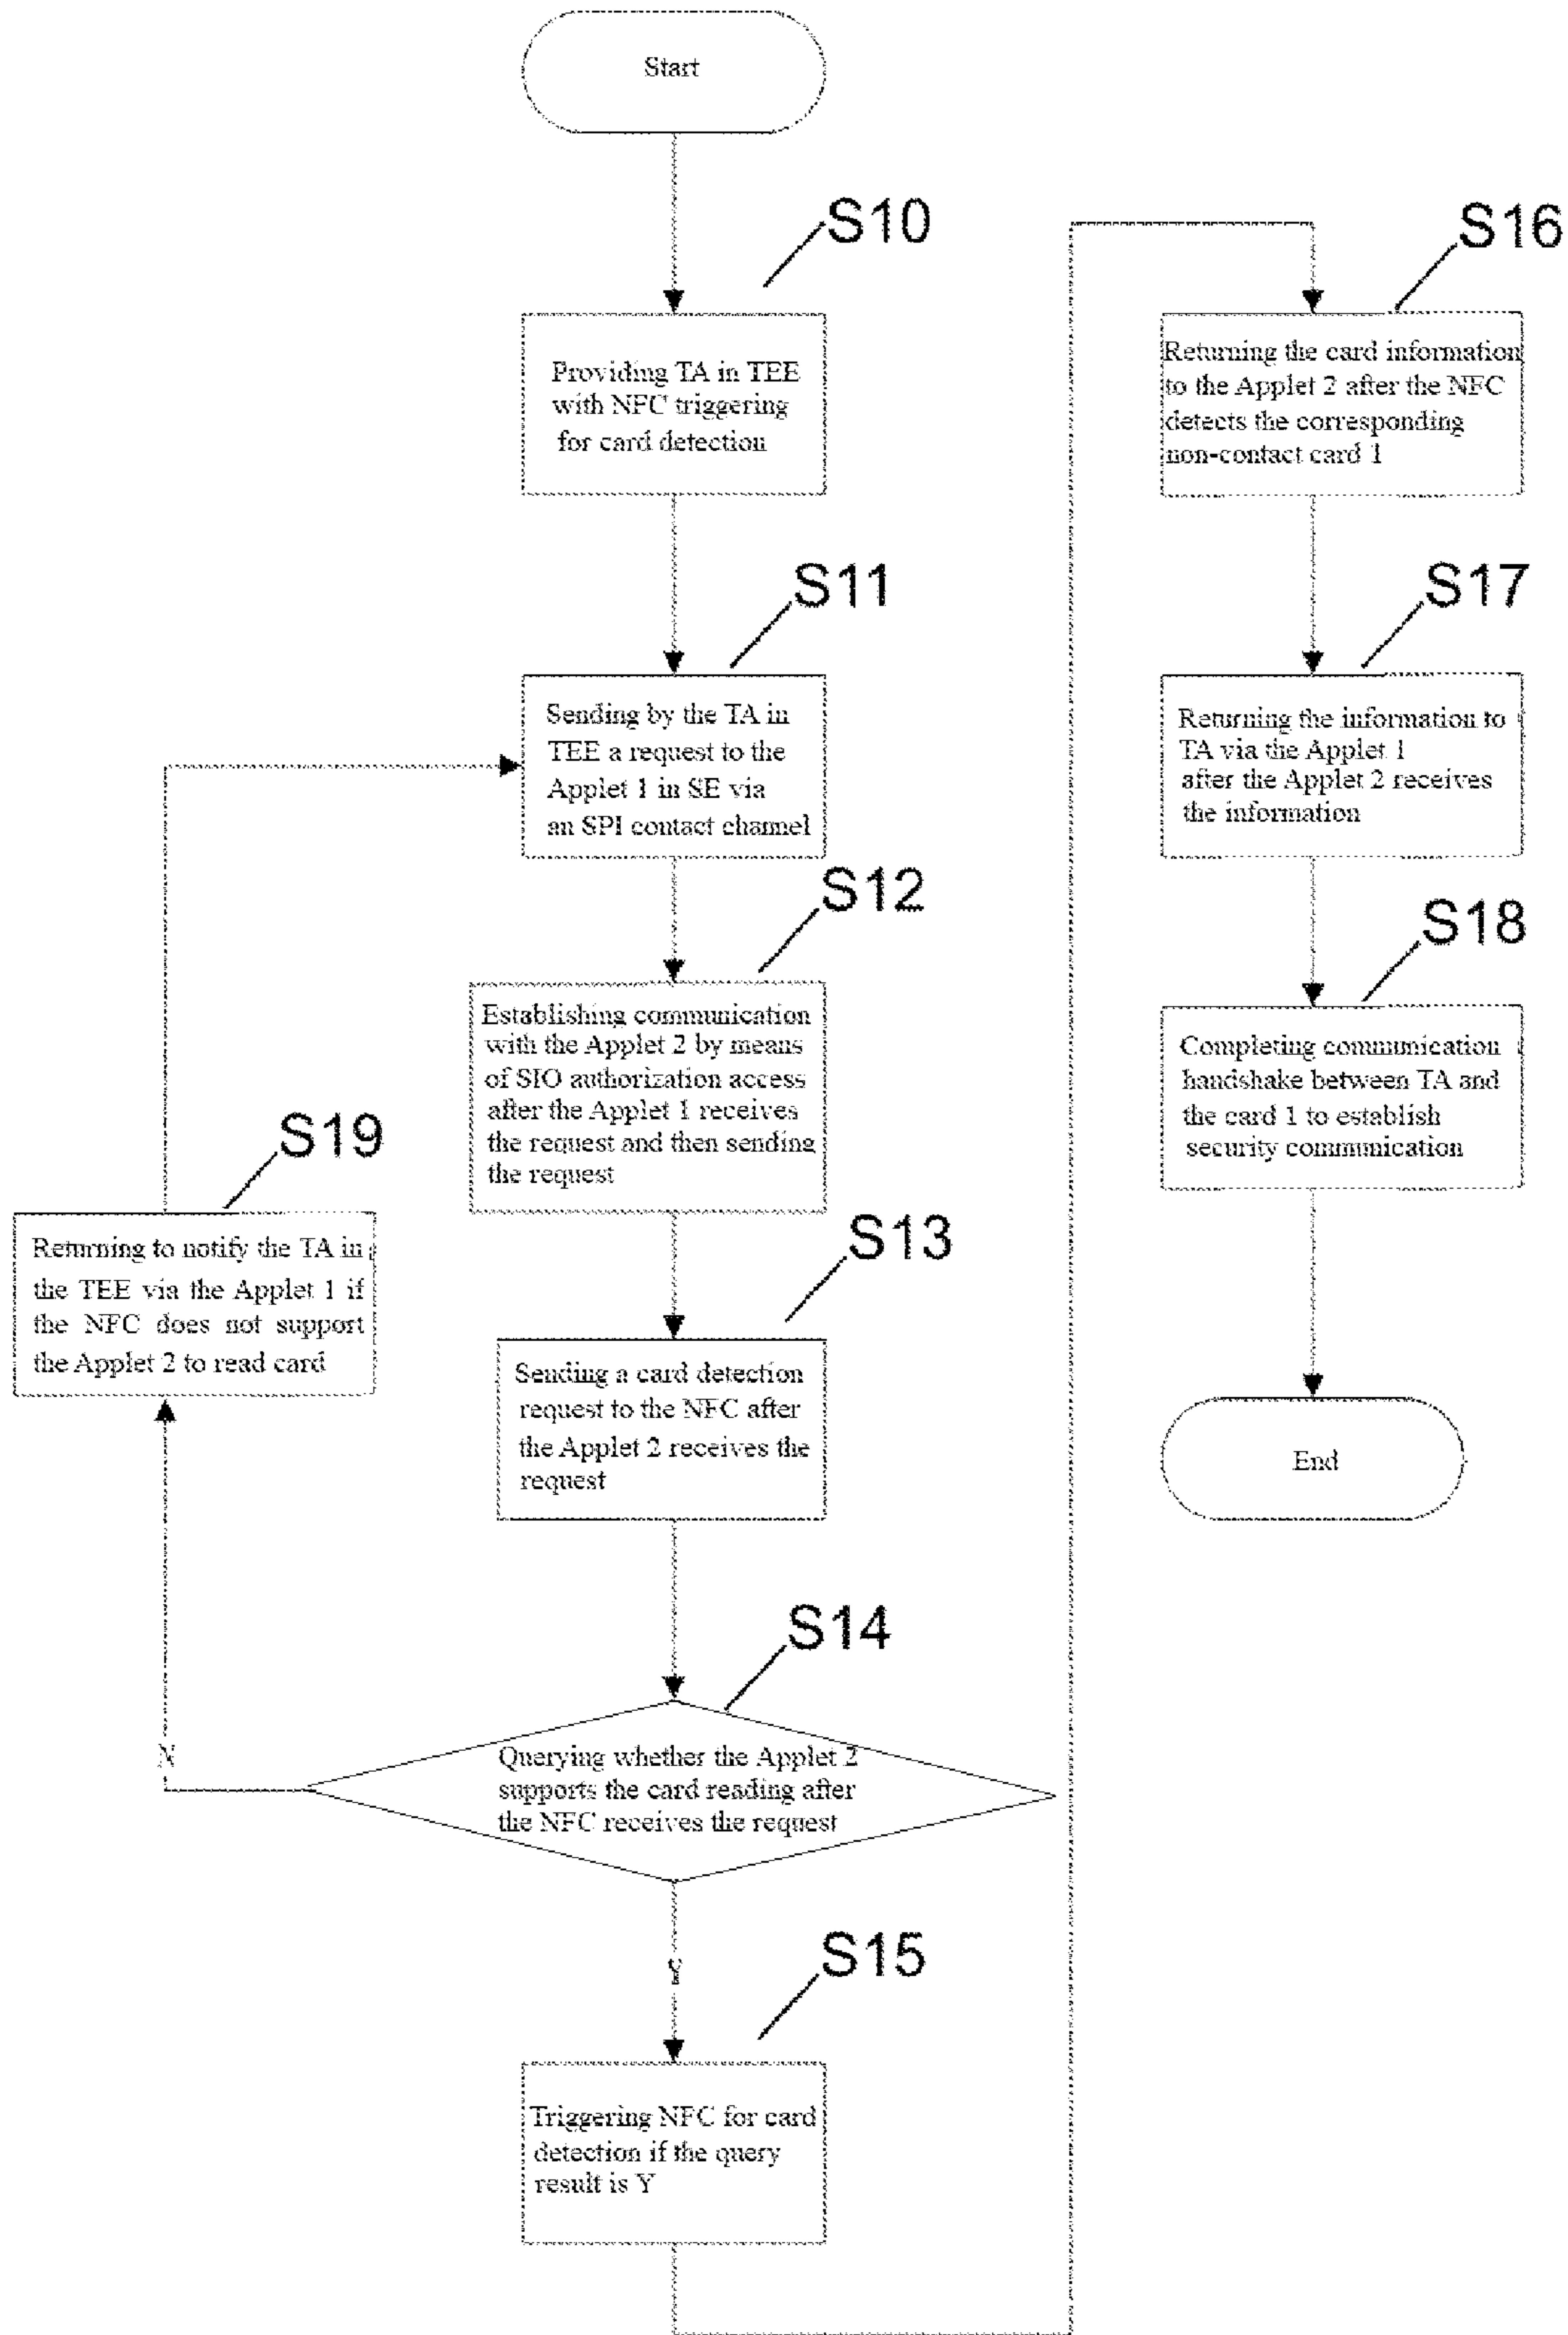 Start
S10
Providing TA in TEE
with NFC triggering
for card detection
S11
Sending by the TA in
TEE a request to the
Applet 1 in SE via
an SPI contact channel
S12
Establishing communication
with the Applet 2 by means
of SIO authorization access
after the Applet 1 receives
the request and then sending
the request
S13
Sending a card detection
request to the NFC after
the Applet 2 receives the
request
S14
Querying whether the Applet 2
supports the card reading after
the NFC receives the request
N
Y
S19
Returning to notify the TA in
the TEE via the Applet 1 if
the NFC does not support
the Applet 2 to read card
S15
Triggering NFC for card
detection if the query
result is Y
S16
Returning the card information
to the Applet 2 after the NFC
detects the corresponding
non-contact card 1
S17
Returning the information to
TA via the Applet 1
after the Applet 2 receives
the information
S18
Completing communication
handshake between TA and
the card 1 to establish
security communication
End